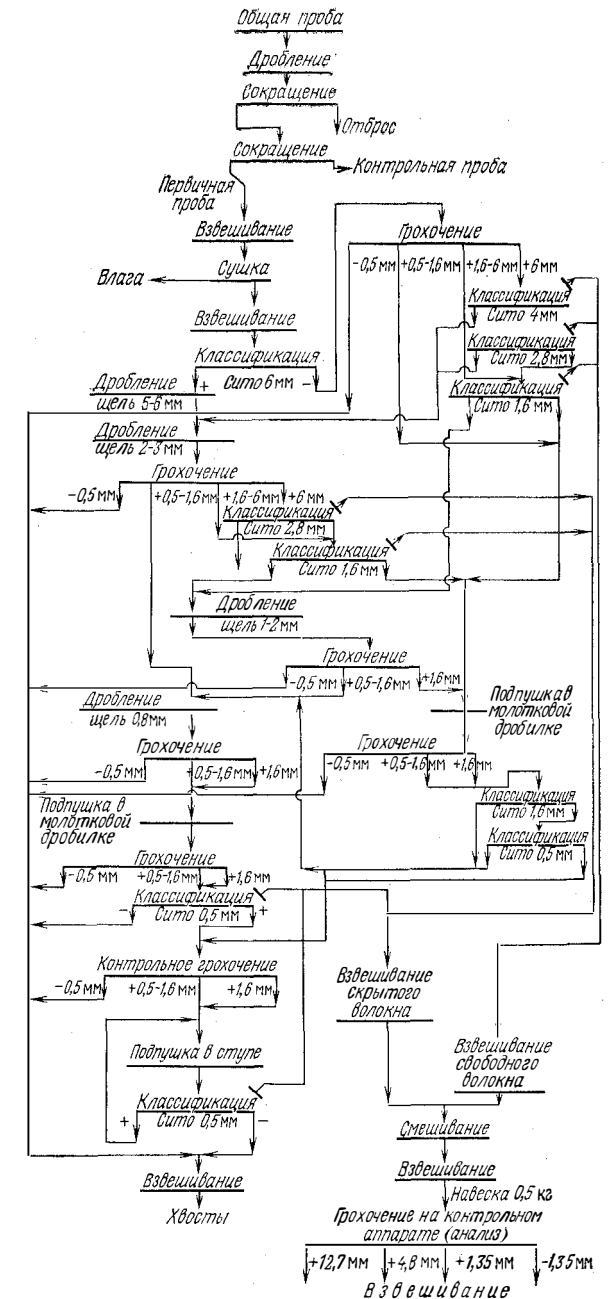 Общая проба
Дробление
Сокращение
Отброс
Сокращение
Контрольная проба
Первичная
проба
Взвешивание
Сушка
Влага
Взвешивание
Классификация
+ Сито 6 мм –
Грохочение
-0,5 мм +0,5-1,6 мм +1,6-6 мм +6 мм
Классификация
Сито 4 мм
Классификация
Сито 2,8 мм
Классификация
Сито 1,6 мм
Дробление
щель 5-6 мм
Дробление
щель 2-3 мм
Грохочение
-0,5 мм +0,5-1,6 мм +1,6-6 мм +6 мм
Классификация
Сито 2,8 мм
Классификация
Сито 1,6 мм
Дробление
щель 1-2 мм
Грохочение
-0,5 мм +0,5-1,6 мм +1,6 мм
Дробление
щель 0,8 мм
Подпушка в
молотковой
дробилке
Грохочение
-0,5 мм +0,5-1,6 мм +1,6 мм
Грохочение
-0,5 мм +0,5-1,6 мм +1,6 мм
Классификация
Сито 1,6 мм
Классификация
Сито 0,5 мм
Подпушка в
молотковой
дробилке
Грохочение
-0,5 мм +0,5-1,6 мм +1,6 мм
Классификация
– Сито 0,5 мм +
Контрольное грохочение
-0,5 мм +0,5-1,6 мм +1,6 мм
Подпушка в ступе
Классификация
+ Сито 0,5 мм –
Взвешивание
Хвосты
Взвешивание
скрытого
волокна
Взвешивание
свободного
волокна
Смешивание
Взвешивание
Навеска 0,5 кг
Грохочение на контрольном
аппарате (анализ)
+12,7 мм +4,8 мм +1,35 мм -1,35 мм
Взвешивание